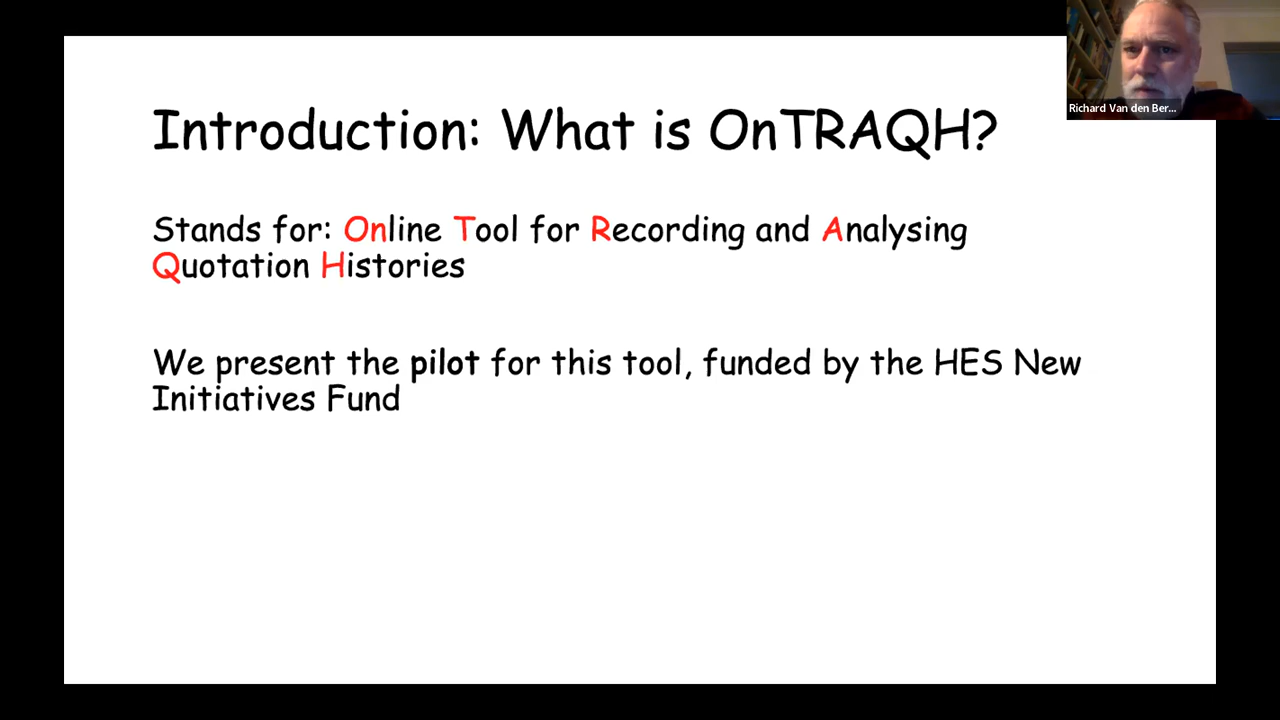 Richard Van den Ber...
Introduction: What is OnTRAQH?
Stands for: Online Tool for Recording and Analysing
Quotation Histories
We present the pilot for this tool, funded by the HES New
Initiatives Fund